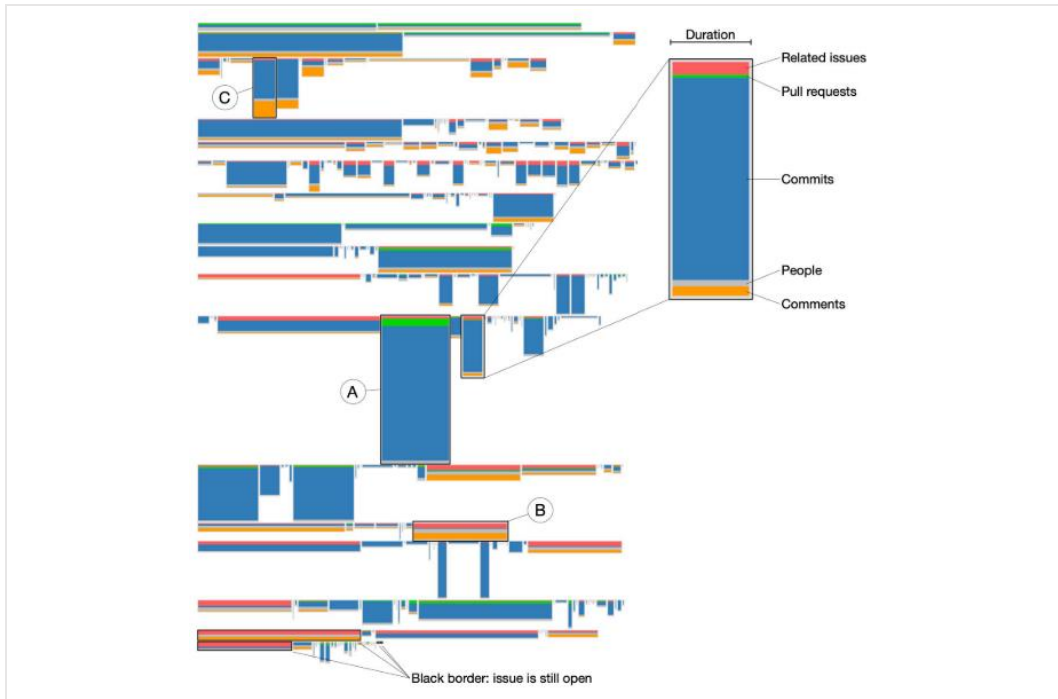 Duration
Related issues
Pull requests
C
Commits
People
Comments
A
B
Black border: issue is still open